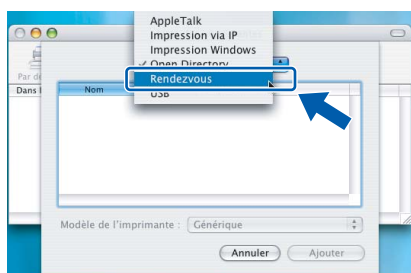 AppleTalk
Impression via IP
Impression Windows
✓ Open Directory
Rendezvous
USB
Par dé
Dans l
Nom
Modèle de l'imprimante :
Générique
Annuler
Ajouter